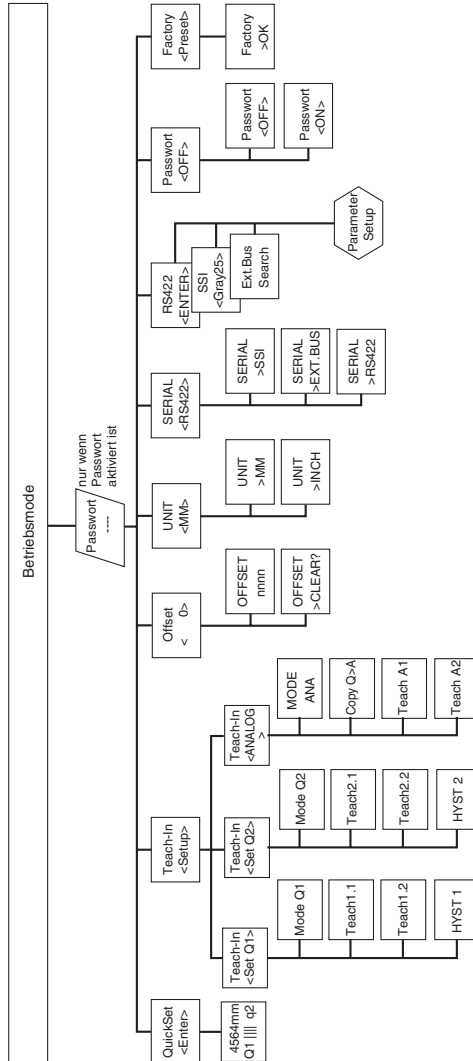 Betriebsmode
Passwort
----
nur wenn
Passwort
aktiviert ist
QuickSet
<Enter>
4564mm
Q1 |||| q2
Teach-In
<Setup>
Teach-In
<Set Q1>
Mode Q1
Teach1.1
Teach1.2
HYST 1
Teach-In
<Set Q2>
Mode Q2
Teach2.1
Teach2.2
HYST 2
Teach-In
<ANALOG
>
MODE
ANA
Copy Q>A
Teach A1
Teach A2
Offset
< 0>
OFFSET
nnnn
OFFSET
>CLEAR?
UNIT
<MM>
UNIT
>MM
UNIT
>INCH
SERIAL
<RS422>
SERIAL
>SSI
SERIAL
>EXT.BUS
SERIAL
>RS422
RS422
<ENTER>
SSI
<Gray25>
Ext.Bus
Search
Parameter
Setup
Passwort
<OFF>
Passwort
<OFF>
Passwort
<ON>
Factory
<Preset>
Factory
>OK